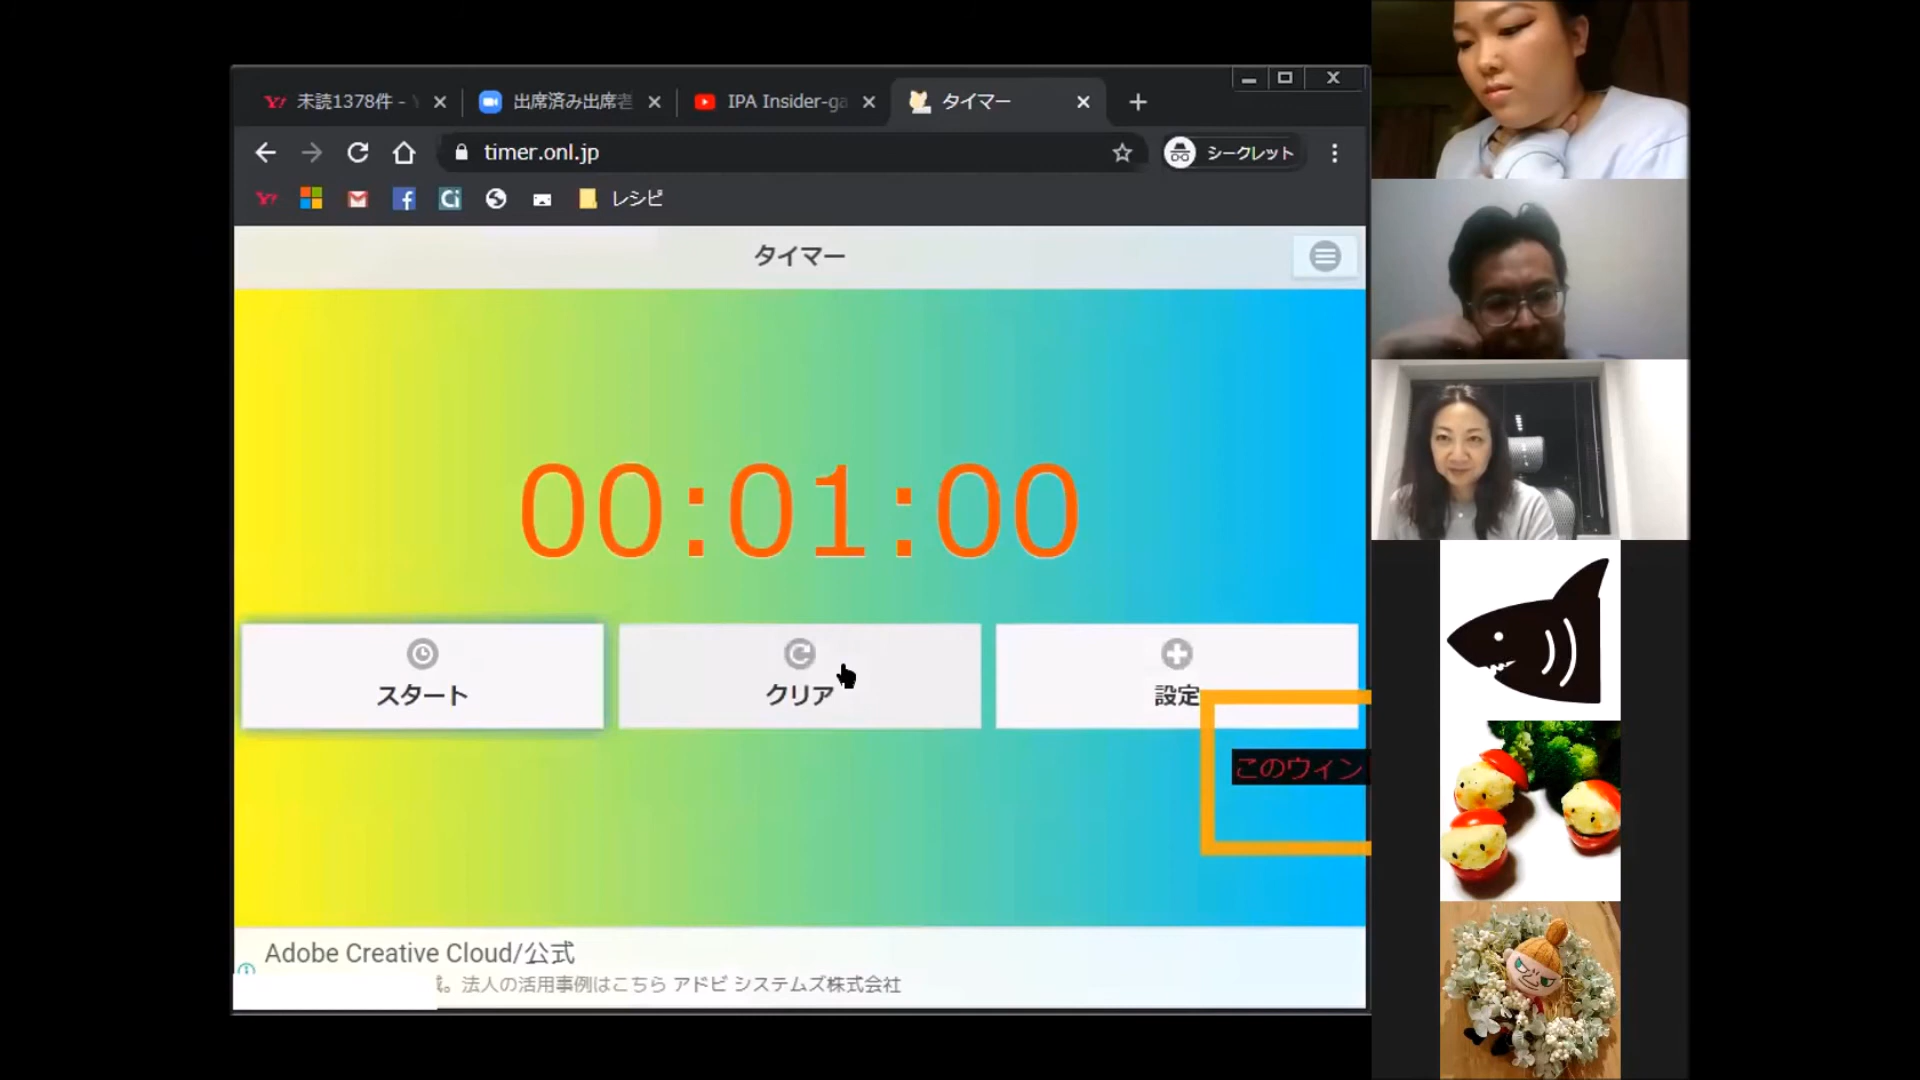 未読1378件 -
出席済み出席者
IPA Insider-ga
タイマー
timer.onl.jp
シークレット
Ci
レシピ
タイマー
00:01:00
スタート
クリア
設定
このウィン
Adobe Creative Cloud/公式
。法人の活用事例はこちら アドビ システムズ株式会社